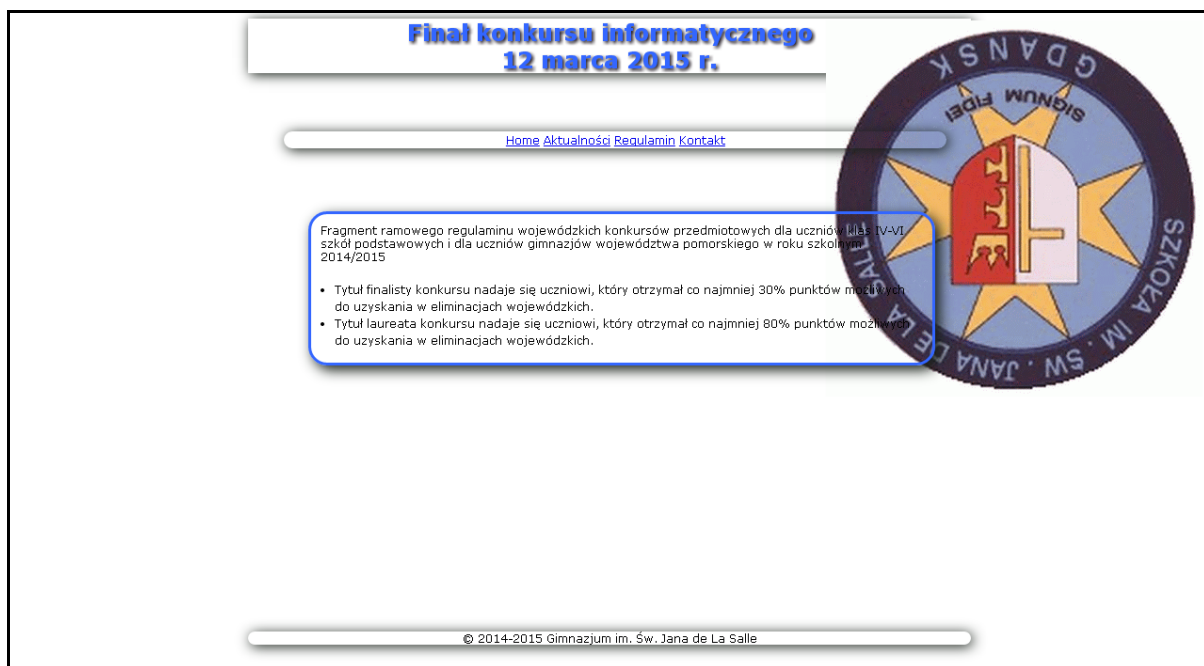 Finał konkursu informatycznego
12 marca 2015 r.
Home Aktualności Regulamin Kontakt
Fragment ramowego regulaminu wojewódzkich konkursów przedmiotowych dla uczniów klas IV-VI
szkół podstawowych i dla uczniów gimnazjów województwa pomorskiego w roku szkolnym
2014/2015
Tytuł finalisty konkursu nadaje się uczniowi, który otrzymał co najmniej 30% punktów możliwych
do uzyskania w eliminacjach wojewódzkich.
Tytuł laureata konkursu nadaje się uczniowi, który otrzymał co najmniej 80% punktów możliwych
do uzyskania w eliminacjach wojewódzkich.
GDAŃSK
SIGNUM FIDEI
SZKOŁA IM. ŚW. JANA DE LA SALLE
© 2014-2015 Gimnazjum im. Św. Jana de La Salle